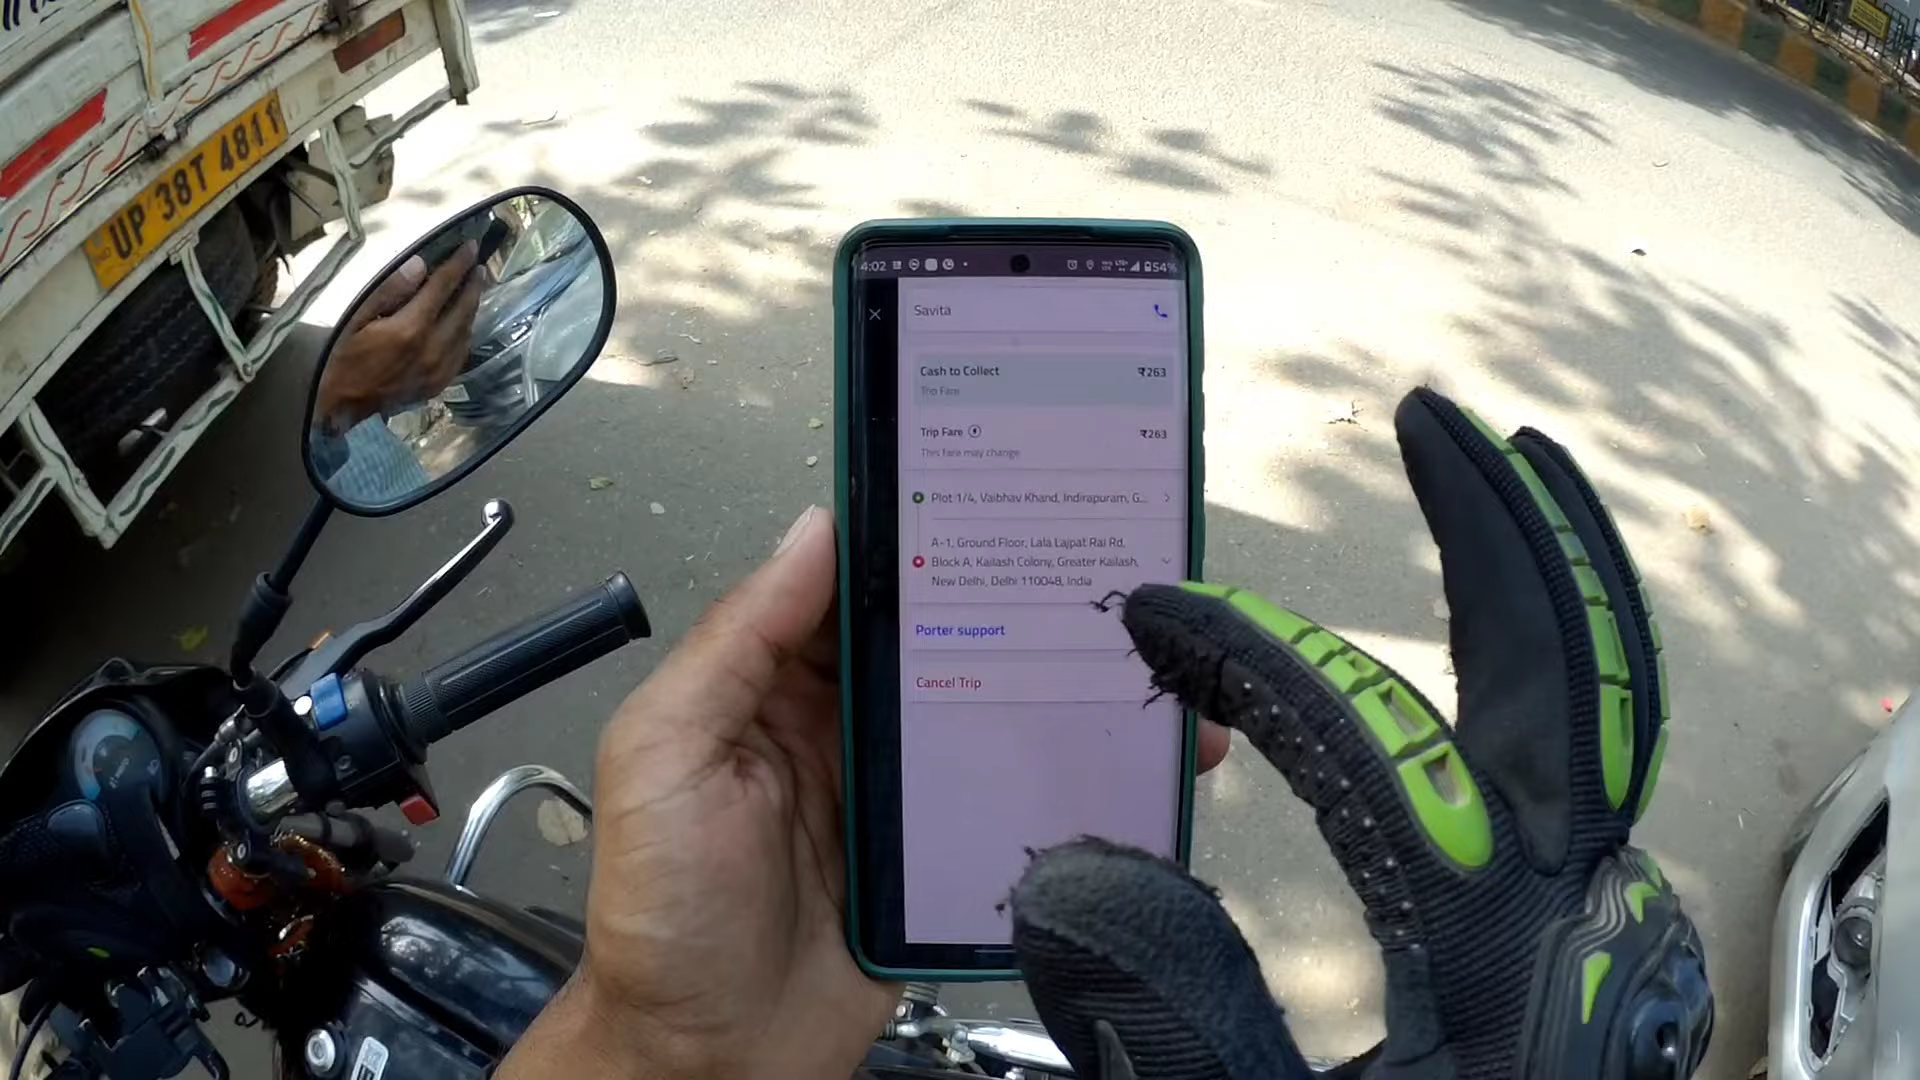 UP 38T 4811
4:02
54%
Savita
Cash to Collect ₹263
Trip Fare
Trip Fare ₹263
This fare may change
Plot 1/4, Vaibhav Khand, Indirapuram, G...
A-1, Ground Floor, Lala Lajpat Rai Rd,
Block A, Kailash Colony, Greater Kailash,
New Delhi, Delhi 110048, India
Porter support
Cancel Trip